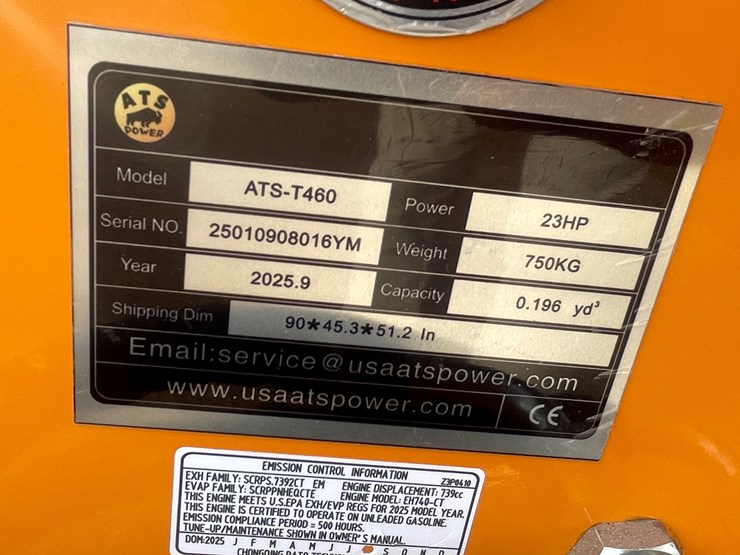 ATS
POWER
Model ATS-T460 Power 23HP
Serial NO. 25010908016YM Weight 750KG
Year 2025.9 Capacity 0.196 yd³
Shipping Dim 90*45.3*51.2 In
Email:service@usaatspower.com
www.usaatspower.com CE
EMISSION CONTROL INFORMATION Z3P0410
EXH FAMILY: SCRPS.7392CT EM ENGINE DISPLACEMENT: 739cc
EVAP FAMILY: SCRPPNHEQCTE ENGINE MODEL: EH740-CT
THIS ENGINE MEETS U.S.EPA EXH/EVP REGS FOR 2025 MODEL YEAR.
THIS ENGINE IS CERTIFIED TO OPERATE ON UNLEADED GASOLINE.
EMISSION COMPLIANCE PERIOD = 500 HOURS.
TUNE-UP/MAINTENANCE SHOWN IN OWNER'S MANUAL.
DOM:2025 J F M A M J J S O N D
CHONGQING RATO